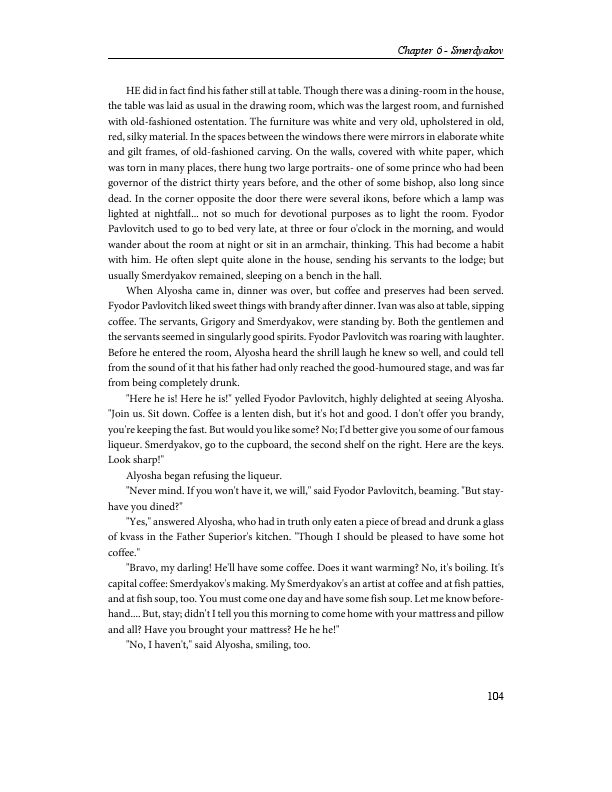 Chapter 6 - Smerdyakov
HE did in fact find his father still at table. Though there was a dining-room in the house,
the table was laid as usual in the drawing room, which was the largest room, and furnished
with old-fashioned ostentation. The furniture was white and very old, upholstered in old,
red, silky material. In the spaces between the windows there were mirrors in elaborate white
and gilt frames, of old-fashioned carving. On the walls, covered with white paper, which
was torn in many places, there hung two large portraits- one of some prince who had been
governor of the district thirty years before, and the other of some bishop, also long since
dead. In the corner opposite the door there were several ikons, before which a lamp was
lighted at nightfall... not so much for devotional purposes as to light the room. Fyodor
Pavlovitch used to go to bed very late, at three or four o'clock in the morning, and would
wander about the room at night or sit in an armchair, thinking. This had become a habit
with him. He often slept quite alone in the house, sending his servants to the lodge; but
usually Smerdyakov remained, sleeping on a bench in the hall.
When Alyosha came in, dinner was over, but coffee and preserves had been served.
Fyodor Pavlovitch liked sweet things with brandy after dinner. Ivan was also at table, sipping
coffee. The servants, Grigory and Smerdyakov, were standing by. Both the gentlemen and
the servants seemed in singularly good spirits. Fyodor Pavlovitch was roaring with laughter.
Before he entered the room, Alyosha heard the shrill laugh he knew so well, and could tell
from the sound of it that his father had only reached the good-humoured stage, and was far
from being completely drunk.
"Here he is! Here he is!" yelled Fyodor Pavlovitch, highly delighted at seeing Alyosha.
"Join us. Sit down. Coffee is a lenten dish, but it's hot and good. I don't offer you brandy,
you're keeping the fast. But would you like some? No; I'd better give you some of our famous
liqueur. Smerdyakov, go to the cupboard, the second shelf on the right. Here are the keys.
Look sharp!"
Alyosha began refusing the liqueur.
"Never mind. If you won't have it, we will," said Fyodor Pavlovitch, beaming. "But stay-
have you dined?"
"Yes," answered Alyosha, who had in truth only eaten a piece of bread and drunk a glass
of kvass in the Father Superior's kitchen. "Though I should be pleased to have some hot
coffee."
"Bravo, my darling! He'll have some coffee. Does it want warming? No, it's boiling. It's
capital coffee: Smerdyakov's making. My Smerdyakov's an artist at coffee and at fish patties,
and at fish soup, too. You must come one day and have some fish soup. Let me know before-
hand.... But, stay; didn't I tell you this morning to come home with your mattress and pillow
and all? Have you brought your mattress? He he he!"
"No, I haven't," said Alyosha, smiling, too.
104